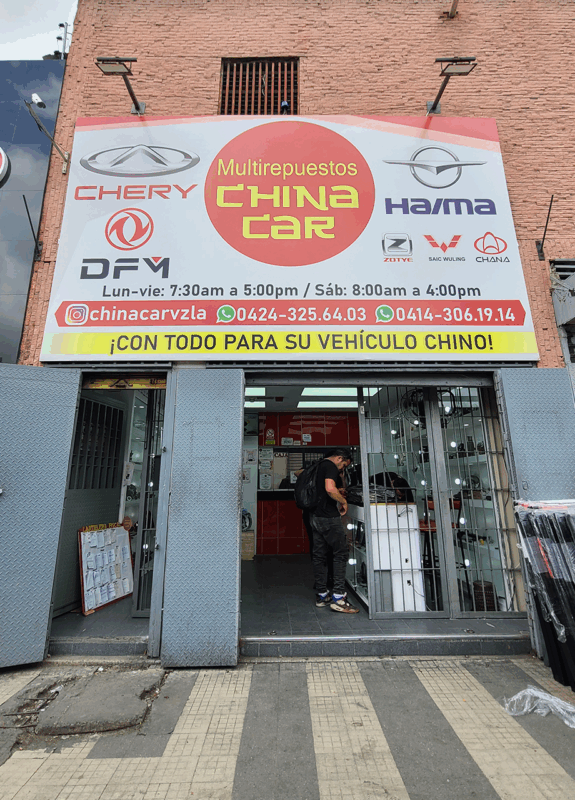 Multirepuestos
CHINA
CAR
CHERY
DFM
HAIMA
ZOTYE
SAIC WULING
CHANA
Lun-vie: 7:30am a 5:00pm / Sáb: 8:00am a 4:00pm
chinacarvzla 0424-325.64.03 0414-306.19.14
¡CON TODO PARA SU VEHÍCULO CHINO!